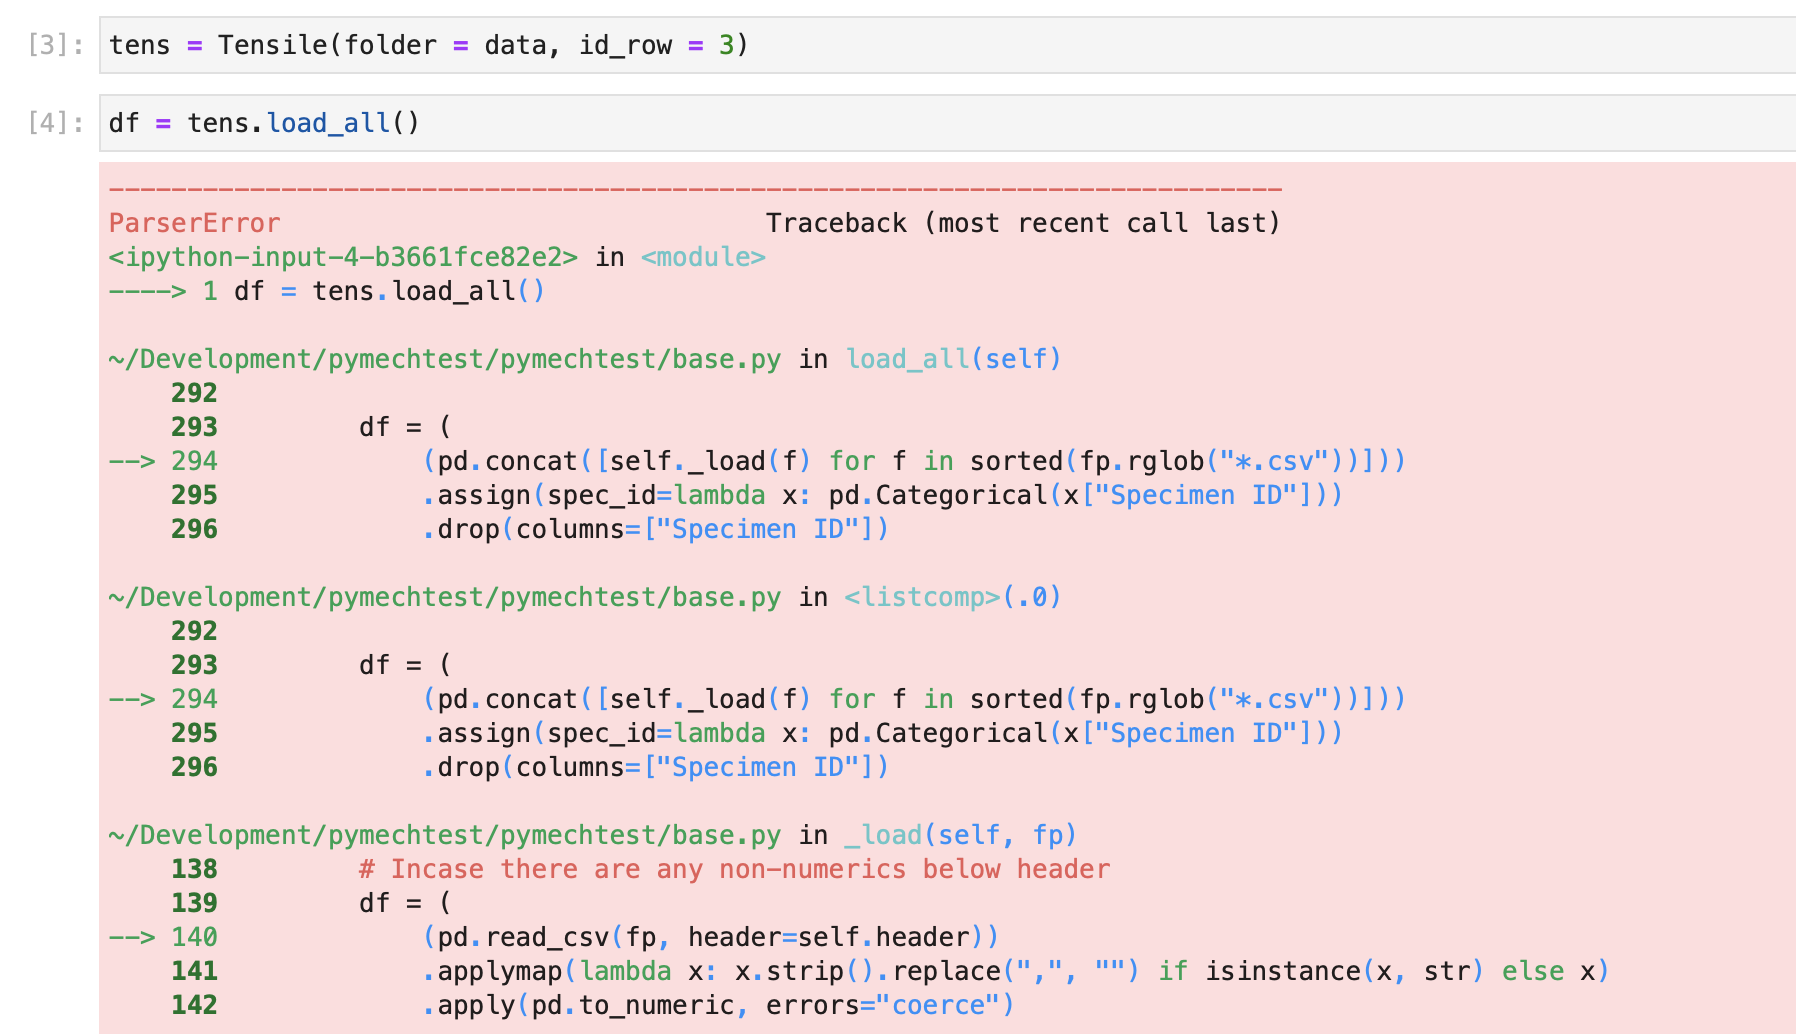 [3]: tens = Tensile(folder = data, id_row = 3)
[4]: df = tens.load_all()
---------------------------------------------------------------------------
ParserError                               Traceback (most recent call last)
<ipython-input-4-b3661fce82e2> in <module>
----> 1 df = tens.load_all()
~/Development/pymechtest/pymechtest/base.py in load_all(self)
    292
    293         df = (
--> 294             (pd.concat([self._load(f) for f in sorted(fp.rglob("*.csv"))]))
    295             .assign(spec_id=lambda x: pd.Categorical(x["Specimen ID"]))
    296             .drop(columns=["Specimen ID"])
~/Development/pymechtest/pymechtest/base.py in <listcomp>(.0)
    292
    293         df = (
--> 294             (pd.concat([self._load(f) for f in sorted(fp.rglob("*.csv"))]))
    295             .assign(spec_id=lambda x: pd.Categorical(x["Specimen ID"]))
    296             .drop(columns=["Specimen ID"])
~/Development/pymechtest/pymechtest/base.py in _load(self, fp)
    138         # Incase there are any non-numerics below header
    139         df = (
--> 140             (pd.read_csv(fp, header=self.header))
    141             .applymap(lambda x: x.strip().replace(",", "") if isinstance(x, str) else x)
    142             .apply(pd.to_numeric, errors="coerce")